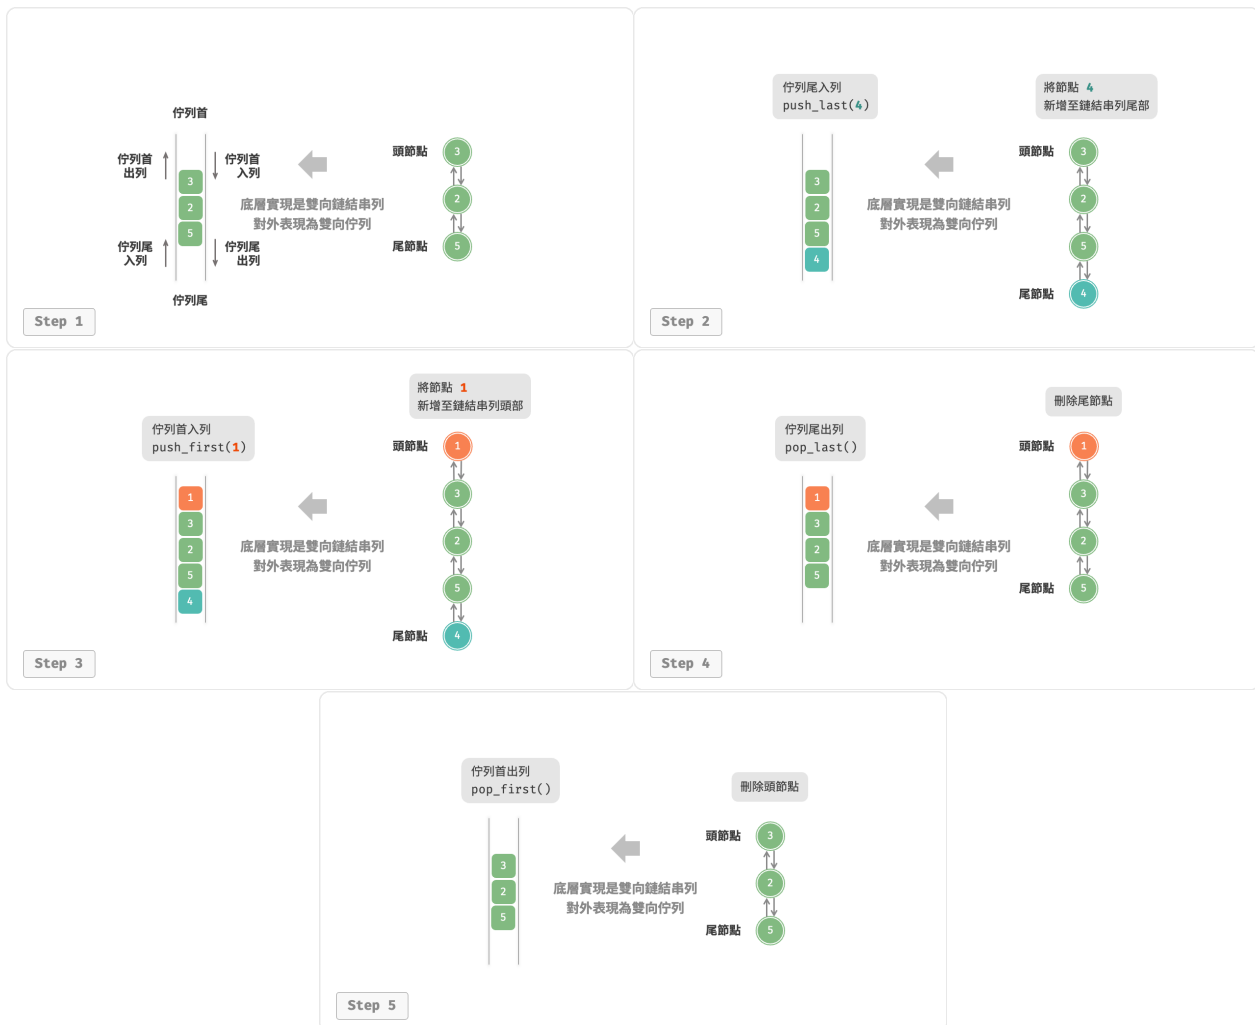 佇列首
佇列首
出列
佇列首
入列
3
2
5
佇列尾
入列
佇列尾
出列
佇列尾
底層實現是雙向鏈結串列
對外表現為雙向佇列
頭節點
3
2
尾節點
5
Step 1
佇列尾入列
push_last(4)
3
2
5
4
底層實現是雙向鏈結串列
對外表現為雙向佇列
將節點 4
新增至鏈結串列尾部
頭節點
3
2
5
尾節點
4
Step 2
佇列首入列
push_first(1)
1
3
2
5
4
底層實現是雙向鏈結串列
對外表現為雙向佇列
將節點 1
新增至鏈結串列頭部
頭節點
1
3
2
5
尾節點
4
Step 3
佇列尾出列
pop_last()
1
3
2
5
底層實現是雙向鏈結串列
對外表現為雙向佇列
刪除尾節點
頭節點
1
3
2
尾節點
5
Step 4
佇列首出列
pop_first()
3
2
5
底層實現是雙向鏈結串列
對外表現為雙向佇列
刪除頭節點
頭節點
3
2
尾節點
5
Step 5